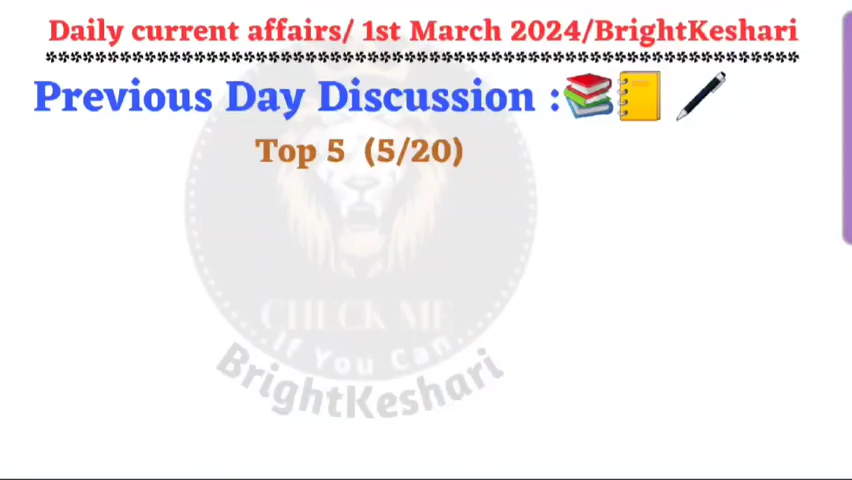 Daily current affairs/ 1st March 2024/BrightKeshari
Previous Day Discussion :
Top 5 (5/20)
CHECK ME
...If You Can...
BrightKeshari